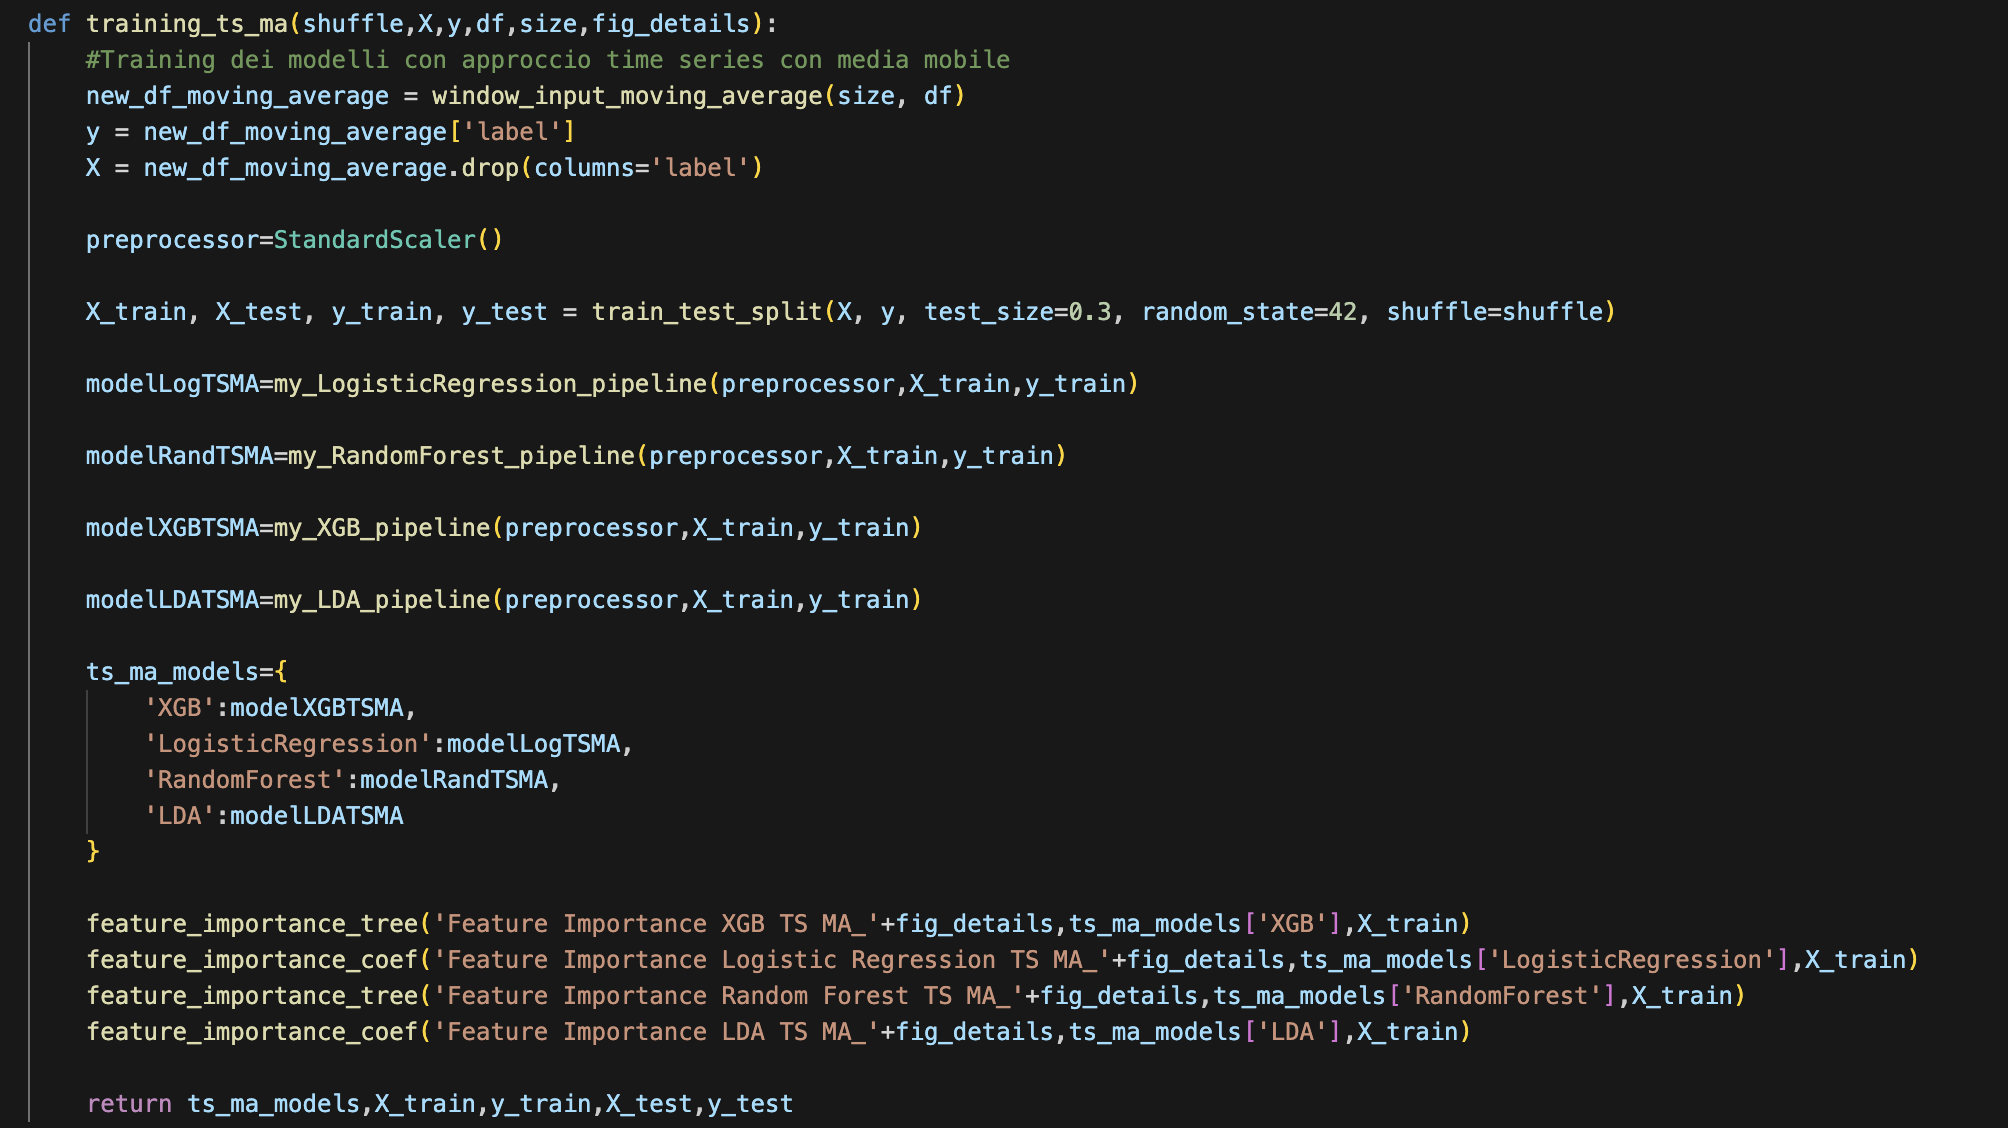 def training_ts_ma(shuffle,X,y,df,size,fig_details):
    #Training dei modelli con approccio time series con media mobile
    new_df_moving_average = window_input_moving_average(size, df)
    y = new_df_moving_average['label']
    X = new_df_moving_average.drop(columns='label')
    preprocessor=StandardScaler()
    X_train, X_test, y_train, y_test = train_test_split(X, y, test_size=0.3, random_state=42, shuffle=shuffle)
    modelLogTSMA=my_LogisticRegression_pipeline(preprocessor,X_train,y_train)
    modelRandTSMA=my_RandomForest_pipeline(preprocessor,X_train,y_train)
    modelXGBTSMA=my_XGB_pipeline(preprocessor,X_train,y_train)
    modelLDATSMA=my_LDA_pipeline(preprocessor,X_train,y_train)
    ts_ma_models={
        'XGB':modelXGBTSMA,
        'LogisticRegression':modelLogTSMA,
        'RandomForest':modelRandTSMA,
        'LDA':modelLDATSMA
    }
    feature_importance_tree('Feature Importance XGB TS MA_'+fig_details,ts_ma_models['XGB'],X_train)
    feature_importance_coef('Feature Importance Logistic Regression TS MA_'+fig_details,ts_ma_models['LogisticRegression'],X_train)
    feature_importance_tree('Feature Importance Random Forest TS MA_'+fig_details,ts_ma_models['RandomForest'],X_train)
    feature_importance_coef('Feature Importance LDA TS MA_'+fig_details,ts_ma_models['LDA'],X_train)
    return ts_ma_models,X_train,y_train,X_test,y_test